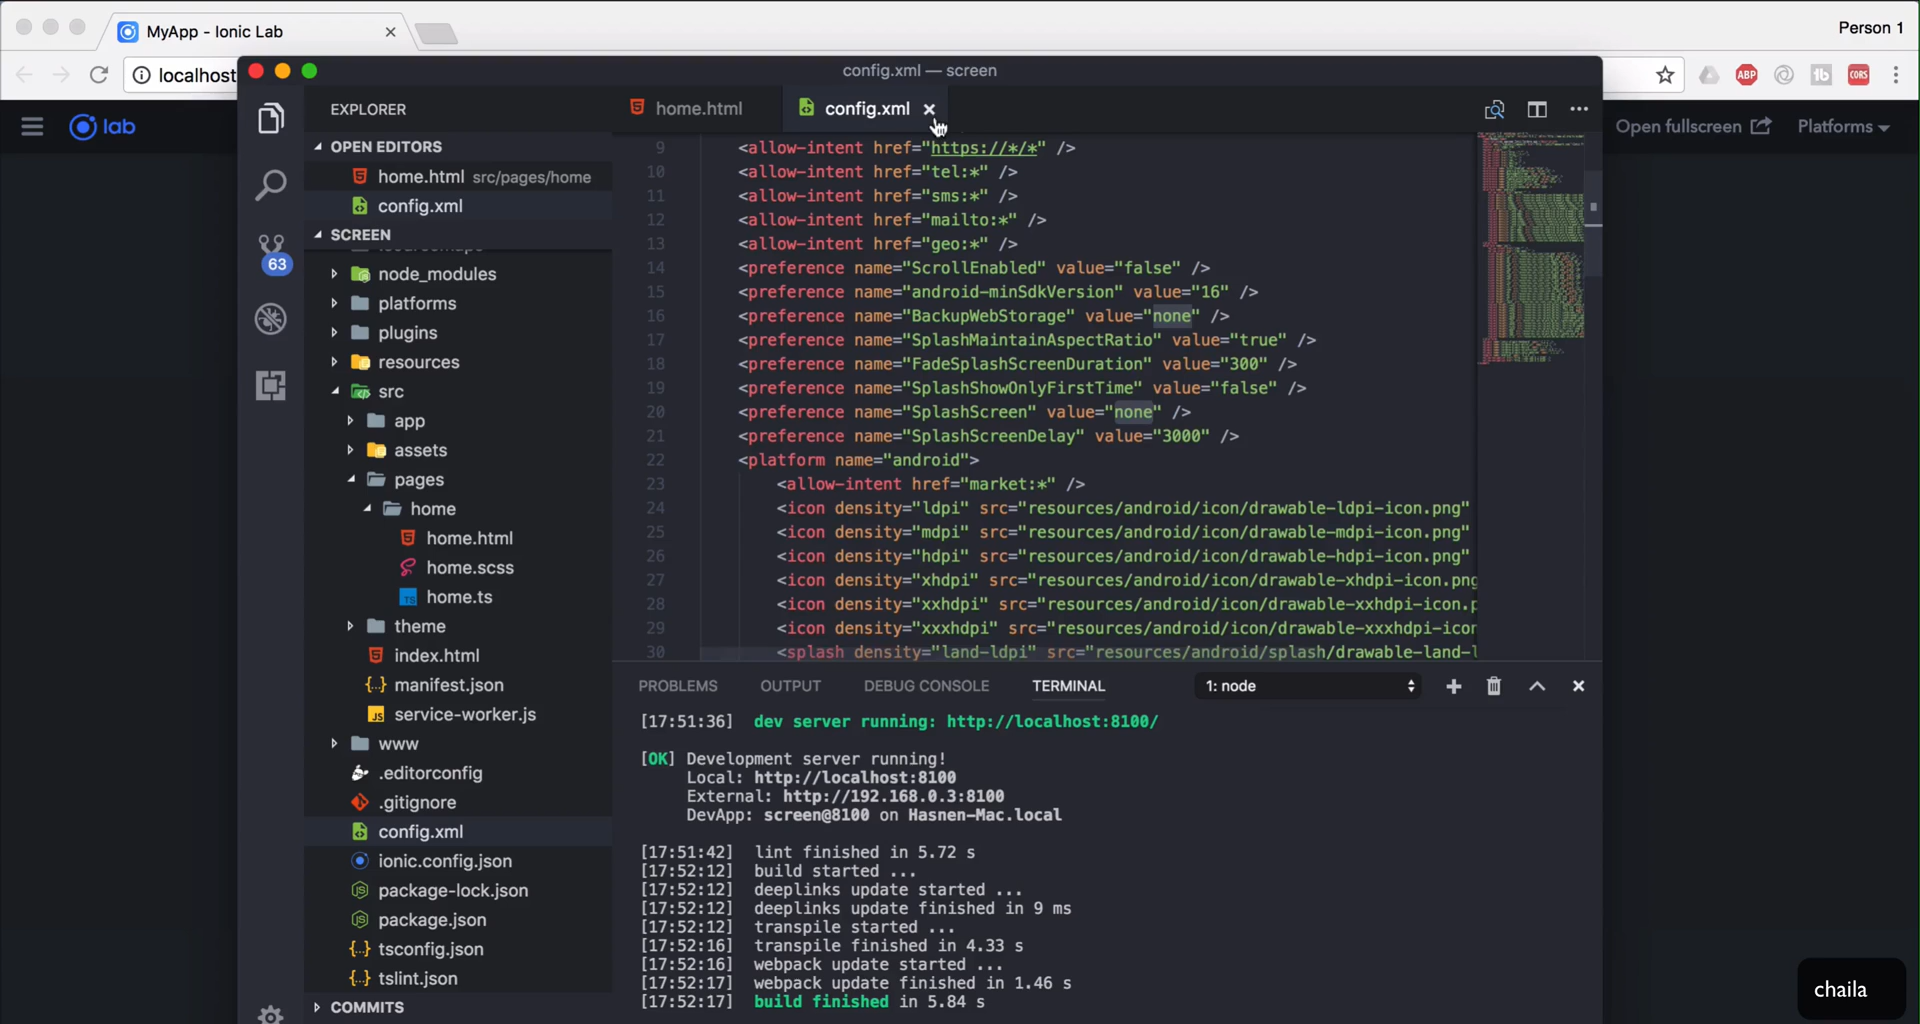 MyApp - Ionic Lab
Person 1
localhost
config.xml — screen
ABP
tb
CORS
lab
Open fullscreen
Platforms
EXPLORER
home.html
config.xml
OPEN EDITORS
home.html src/pages/home
config.xml
SCREEN
63
node_modules
platforms
plugins
resources
src
app
assets
pages
home
home.html
home.scss
TS home.ts
theme
index.html
{..} manifest.json
JS service-worker.js
www
.editorconfig
.gitignore
config.xml
ionic.config.json
package-lock.json
package.json
{..} tsconfig.json
{..} tslint.json
COMMITS
9 <allow-intent href="https://*/*" />
10 <allow-intent href="tel:*" />
11 <allow-intent href="sms:*" />
12 <allow-intent href="mailto:*" />
13 <allow-intent href="geo:*" />
14 <preference name="ScrollEnabled" value="false" />
15 <preference name="android-minSdkVersion" value="16" />
16 <preference name="BackupWebStorage" value="none" />
17 <preference name="SplashMaintainAspectRatio" value="true" />
18 <preference name="FadeSplashScreenDuration" value="300" />
19 <preference name="SplashShowOnlyFirstTime" value="false" />
20 <preference name="SplashScreen" value="none" />
21 <preference name="SplashScreenDelay" value="3000" />
22 <platform name="android">
23 <allow-intent href="market:*" />
24 <icon density="ldpi" src="resources/android/icon/drawable-ldpi-icon.png"
25 <icon density="mdpi" src="resources/android/icon/drawable-mdpi-icon.png"
26 <icon density="hdpi" src="resources/android/icon/drawable-hdpi-icon.png"
27 <icon density="xhdpi" src="resources/android/icon/drawable-xhdpi-icon.png
28 <icon density="xxhdpi" src="resources/android/icon/drawable-xxhdpi-icon.p
29 <icon density="xxxhdpi" src="resources/android/icon/drawable-xxxhdpi-icon
30 <splash density="land-ldpi" src="resources/android/splash/drawable-land-l
PROBLEMS OUTPUT DEBUG CONSOLE TERMINAL 1: node
[17:51:36] dev server running: http://localhost:8100/
[OK] Development server running!
Local: http://localhost:8100
External: http://192.168.0.3:8100
DevApp: screen@8100 on Hasnen-Mac.local
[17:51:42] lint finished in 5.72 s
[17:52:12] build started ...
[17:52:12] deeplinks update started ...
[17:52:12] deeplinks update finished in 9 ms
[17:52:12] transpile started ...
[17:52:16] transpile finished in 4.33 s
[17:52:16] webpack update started ...
[17:52:17] webpack update finished in 1.46 s
[17:52:17] build finished in 5.84 s
chaila